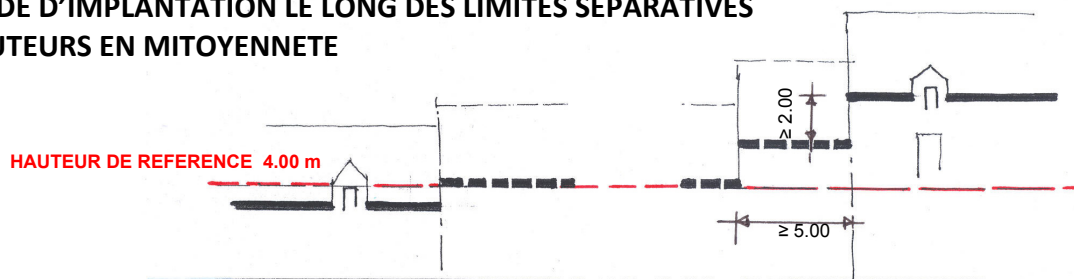 DE D'IMPLANTATION LE LONG DES LIMITES SEPARATIVES
UTEURS EN MITOYENNETE
≥ 2.00
HAUTEUR DE REFERENCE 4.00 m
≥ 5.00